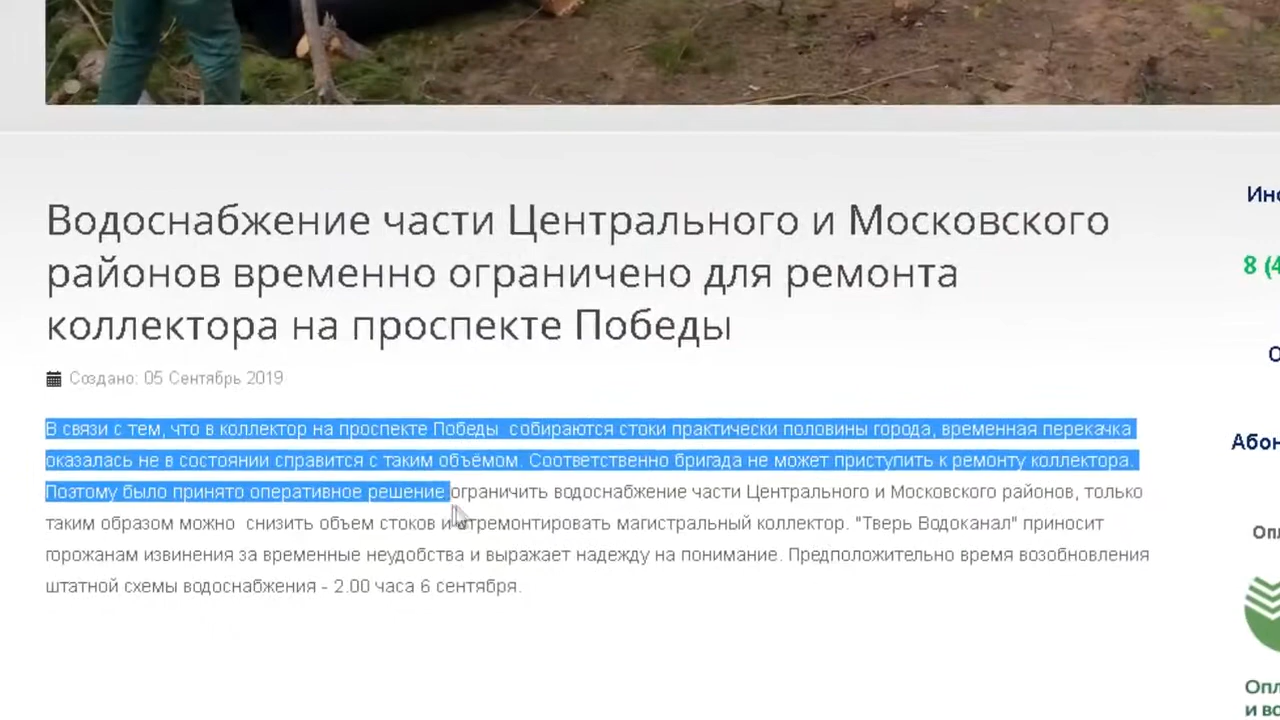 Водоснабжение части Центрального и Московского
районов временно ограничено для ремонта
коллектора на проспекте Победы
Создано: 05 Сентябрь 2019
В связи с тем, что в коллектор на проспекте Победы собираются стоки практически половины города, временная перекачка
оказалась не в состоянии справится с таким объёмом. Соответственно бригада не может приступить к ремонту коллектора.
Поэтому было принято оперативное решение ограничить водоснабжение части Центрального и Московского районов, только
таким образом можно снизить объем стоков и отремонтировать магистральный коллектор. "Тверь Водоканал" приносит
горожанам извинения за временные неудобства и выражает надежду на понимание. Предположительно время возобновления
штатной схемы водоснабжения - 2.00 часа 6 сентября.
8 (4